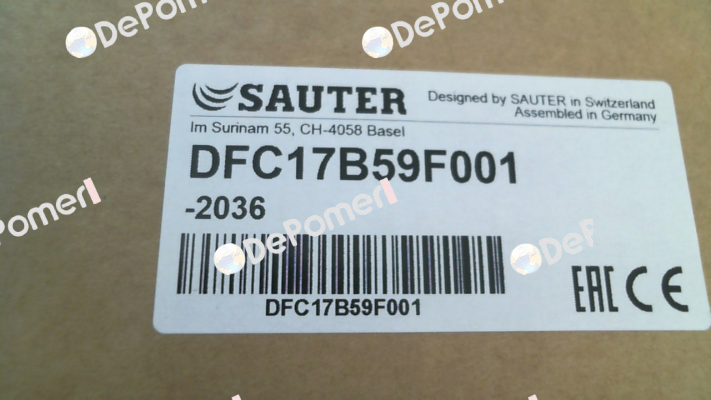 DePomerl
DePomerl
SAUTER
Designed by SAUTER in Switzerland
Assembled in Germany
Im Surinam 55, CH-4058 Basel
DFC17B59F001
-2036
DePomerl
DePomerl
DeP
DFC17B59F001
EAC CE